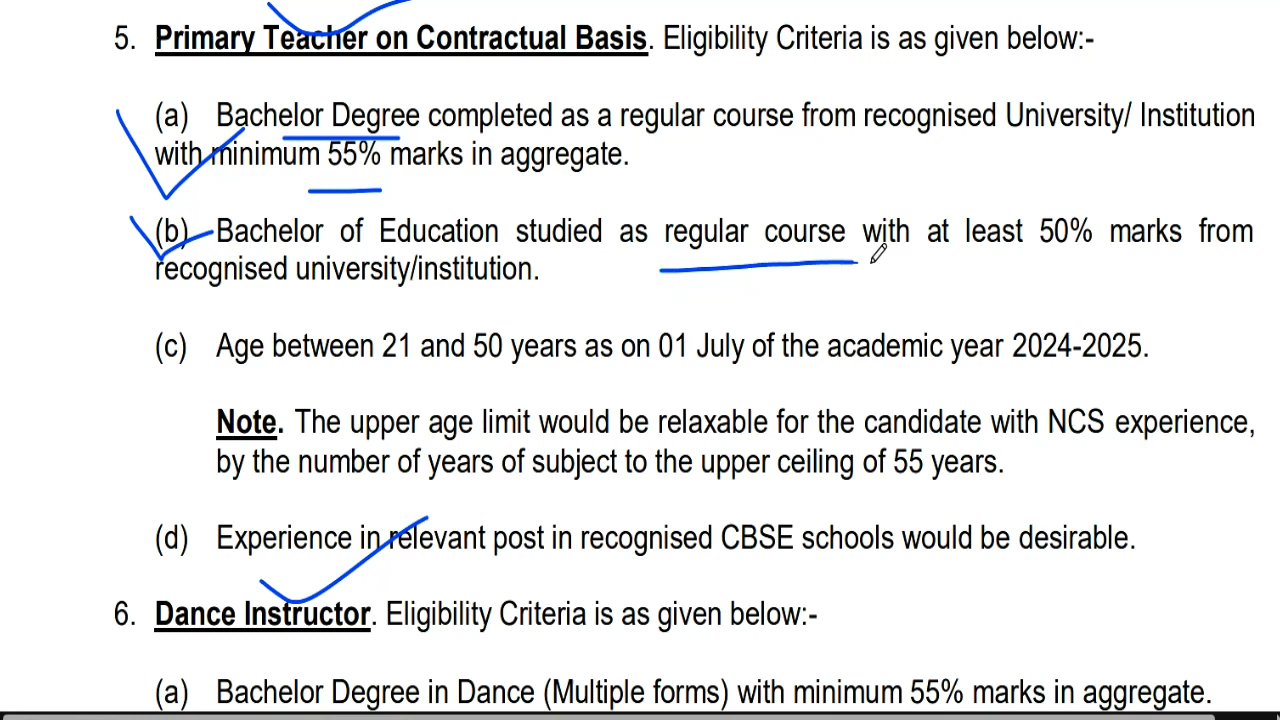 5. Primary Teacher on Contractual Basis. Eligibility Criteria is as given below:-
(a) Bachelor Degree completed as a regular course from recognised University/ Institution
with minimum 55% marks in aggregate.
(b) Bachelor of Education studied as regular course with at least 50% marks from
recognised university/institution.
(c) Age between 21 and 50 years as on 01 July of the academic year 2024-2025.
Note. The upper age limit would be relaxable for the candidate with NCS experience,
by the number of years of subject to the upper ceiling of 55 years.
(d) Experience in relevant post in recognised CBSE schools would be desirable.
6. Dance Instructor. Eligibility Criteria is as given below:-
(a) Bachelor Degree in Dance (Multiple forms) with minimum 55% marks in aggregate.